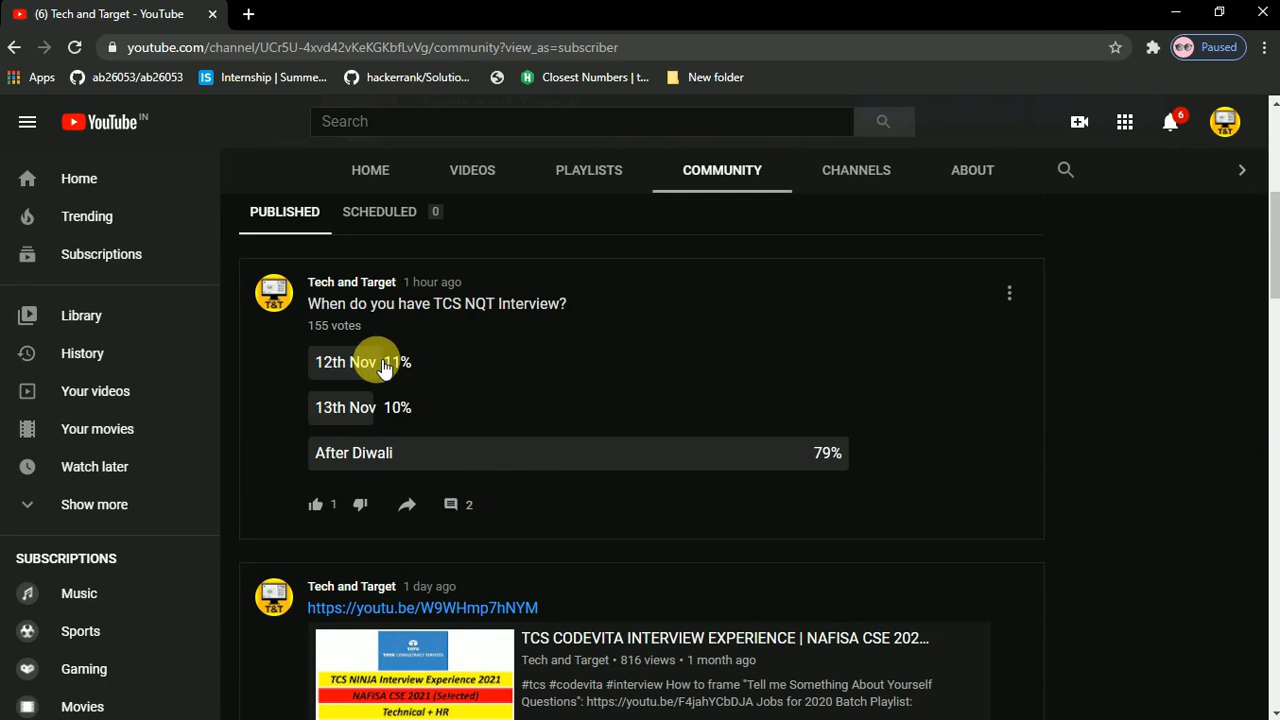 (6) Tech and Target - YouTube
youtube.com/channel/UCr5U-4xvd42vKeKGKbfLvVg/community?view_as=subscriber
Paused
Apps ab26053/ab26053 Internship | Summe... hackerrank/Solutio... Closest Numbers | t... New folder
YouTube IN
Search
6
HOME VIDEOS PLAYLISTS COMMUNITY CHANNELS ABOUT
Home
Trending
Subscriptions
Library
History
Your videos
Your movies
Watch later
Show more
SUBSCRIPTIONS
Music
Sports
Gaming
Movies
PUBLISHED SCHEDULED 0
T&T
Tech and Target 1 hour ago
When do you have TCS NQT Interview?
155 votes
12th Nov 11%
13th Nov 10%
After Diwali 79%
1 2
T&T
Tech and Target 1 day ago
https://youtu.be/W9WHmp7hNYM
TATA
TATA CONSULTANCY SERVICES
TCS NINJA Interview Experience 2021
NAFISA CSE 2021 (Selected)
Technical + HR
TCS CODEVITA INTERVIEW EXPERIENCE | NAFISA CSE 202...
Tech and Target • 816 views • 1 month ago
#tcs #codevita #interview How to frame "Tell me Something About Yourself
Questions": https://youtu.be/F4jahYCbDJA Jobs for 2020 Batch Playlist: